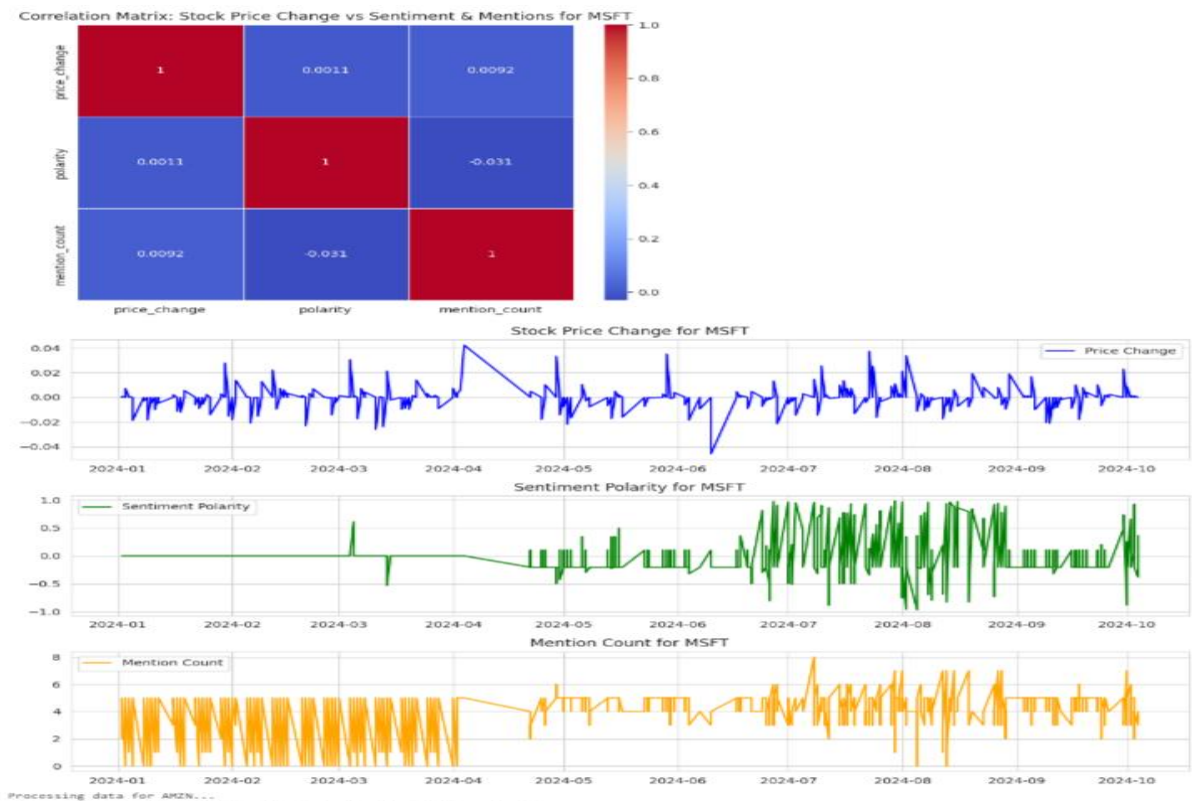 Correlation Matrix: Stock Price Change vs Sentiment & Mentions for MSFT
price_change
polarity
mention_count
1 0.0011 0.0092
0.0011 1 -0.031
0.0092 -0.031 1
price_change polarity mention_count
1.0
0.8
0.6
0.4
0.2
0.0
Stock Price Change for MSFT
Price Change
0.04
0.02
0.00
−0.02
−0.04
2024-01 2024-02 2024-03 2024-04 2024-05 2024-06 2024-07 2024-08 2024-09 2024-10
Sentiment Polarity for MSFT
Sentiment Polarity
1.0
0.5
0.0
−0.5
−1.0
2024-01 2024-02 2024-03 2024-04 2024-05 2024-06 2024-07 2024-08 2024-09 2024-10
Mention Count for MSFT
Mention Count
8
6
4
2
0
2024-01 2024-02 2024-03 2024-04 2024-05 2024-06 2024-07 2024-08 2024-09 2024-10
Processing data for AMZN...